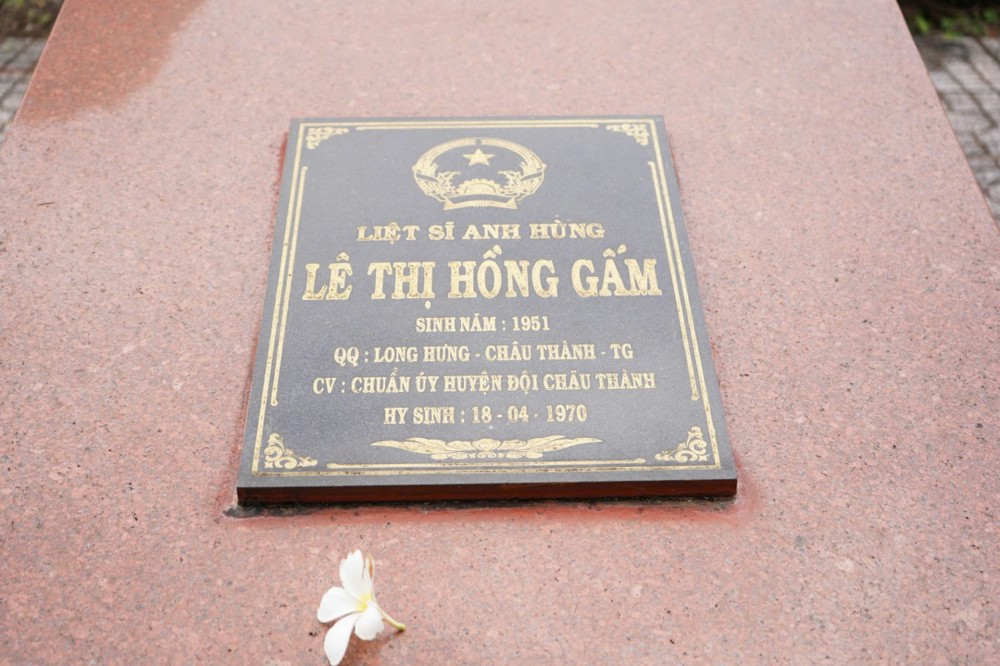 LIỆT SĨ ANH HÙNG
LÊ THỊ HỒNG GẤM
SINH NĂM : 1951
QQ : LONG HƯNG - CHÂU THÀNH - TG
CV : CHUẨN ÚY HUYỆN ĐỘI CHÂU THÀNH
HY SINH : 18 - 04 - 1970